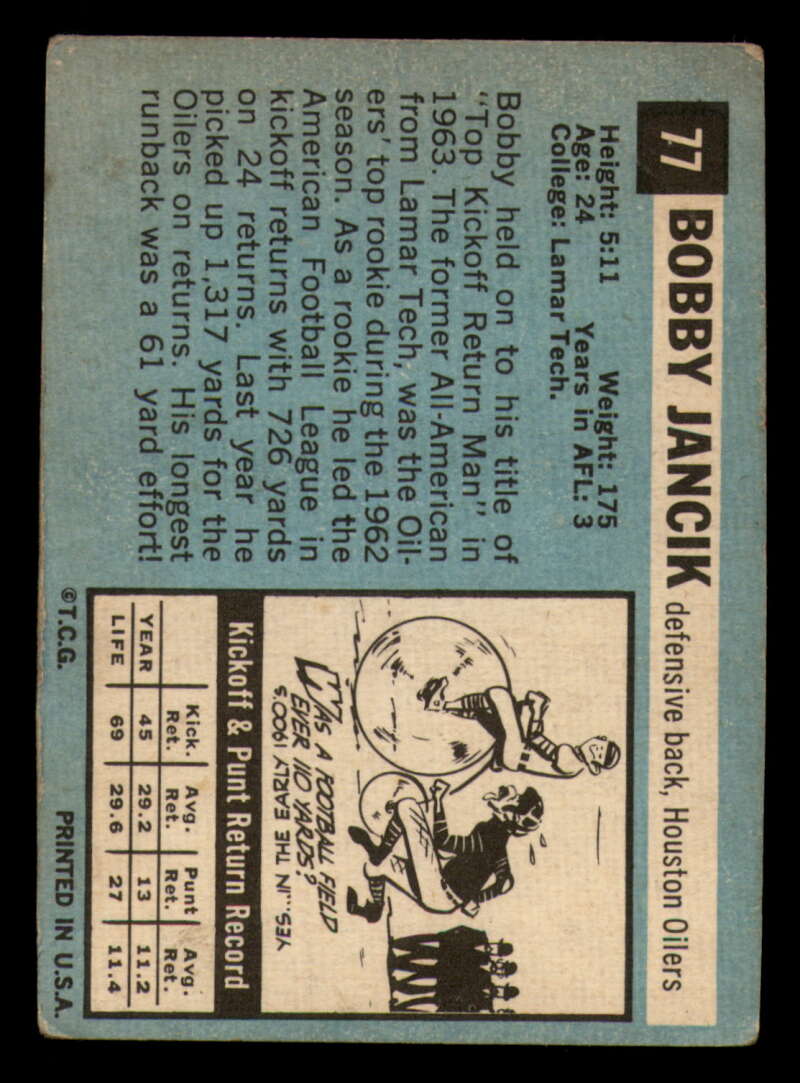 77 BOBBY JANCIK defensive back, Houston Oilers
Height: 5:11 Weight: 175
Age: 24 Years in AFL: 3
College: Lamar Tech.
Bobby held on to his title of
"Top Kickoff Return Man" in
1963. The former All-American
from Lamar Tech, was the Oil-
ers' top rookie during the 1962
season. As a rookie he led the
American Football League in
kickoff returns with 726 yards
on 24 returns. Last year he
picked up 1,317 yards for the
Oilers on returns. His longest
runback was a 61 yard effort!
WAS A FOOTBALL FIELD
EVER 110 YARDS?
YES...IN THE EARLY 1900'S
Kickoff & Punt Return Record
Kick. Avg. Punt Avg.
Ret. Ret. Ret. Ret.
YEAR 45 29.2 13 11.2
LIFE 69 29.6 27 11.4
©T.C.G. PRINTED IN U.S.A.